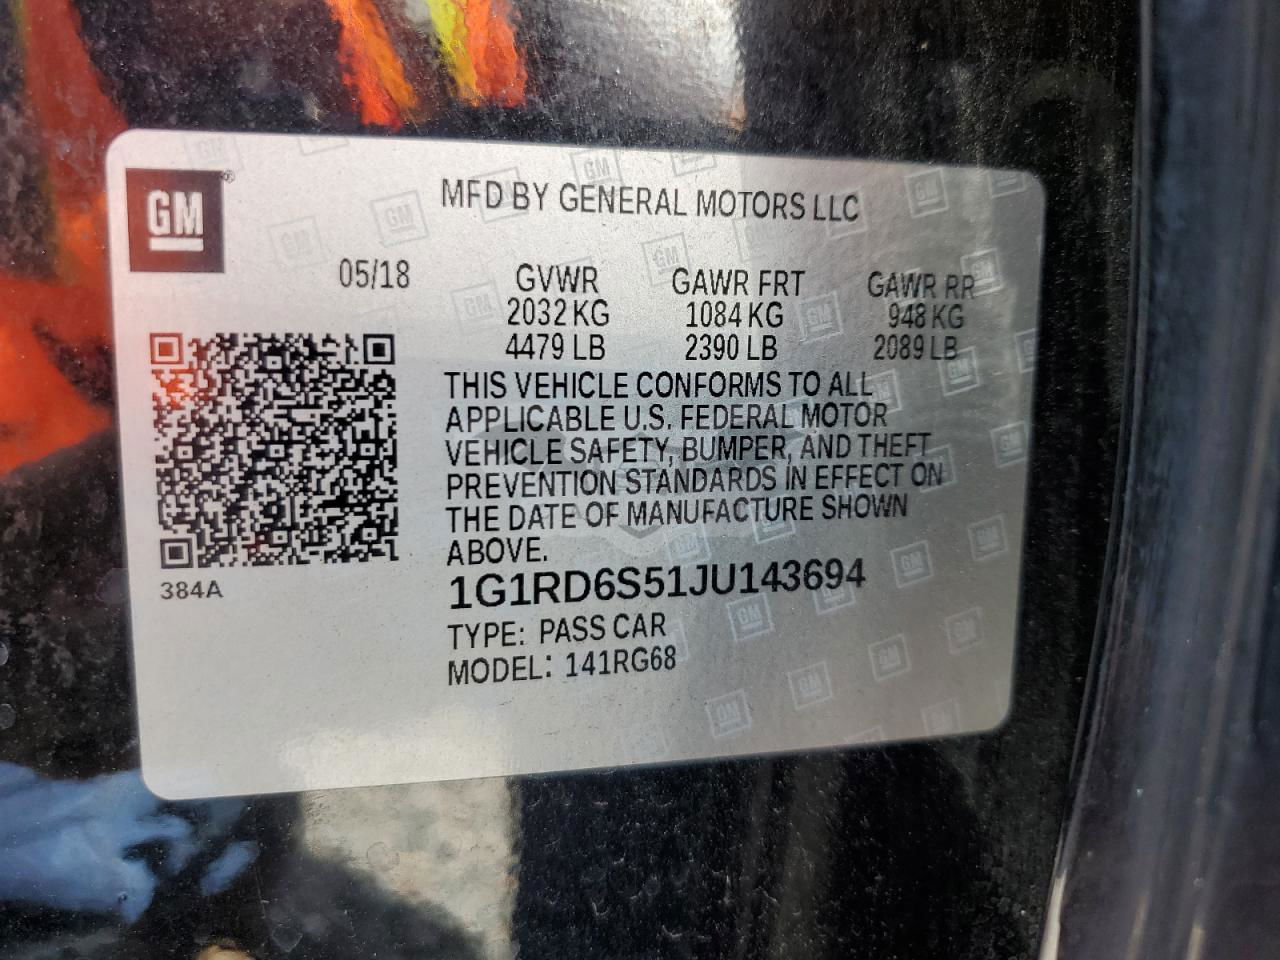 GM®
MFD BY GENERAL MOTORS LLC
05/18 GVWR GAWR FRT GAWR RR
2032 KG 1084 KG 948 KG
4479 LB 2390 LB 2089 LB
THIS VEHICLE CONFORMS TO ALL
APPLICABLE U.S. FEDERAL MOTOR
VEHICLE SAFETY, BUMPER, AND THEFT
PREVENTION STANDARDS IN EFFECT ON
THE DATE OF MANUFACTURE SHOWN
ABOVE.
384A
1G1RD6S51JU143694
TYPE: PASS CAR
MODEL: 141RG68